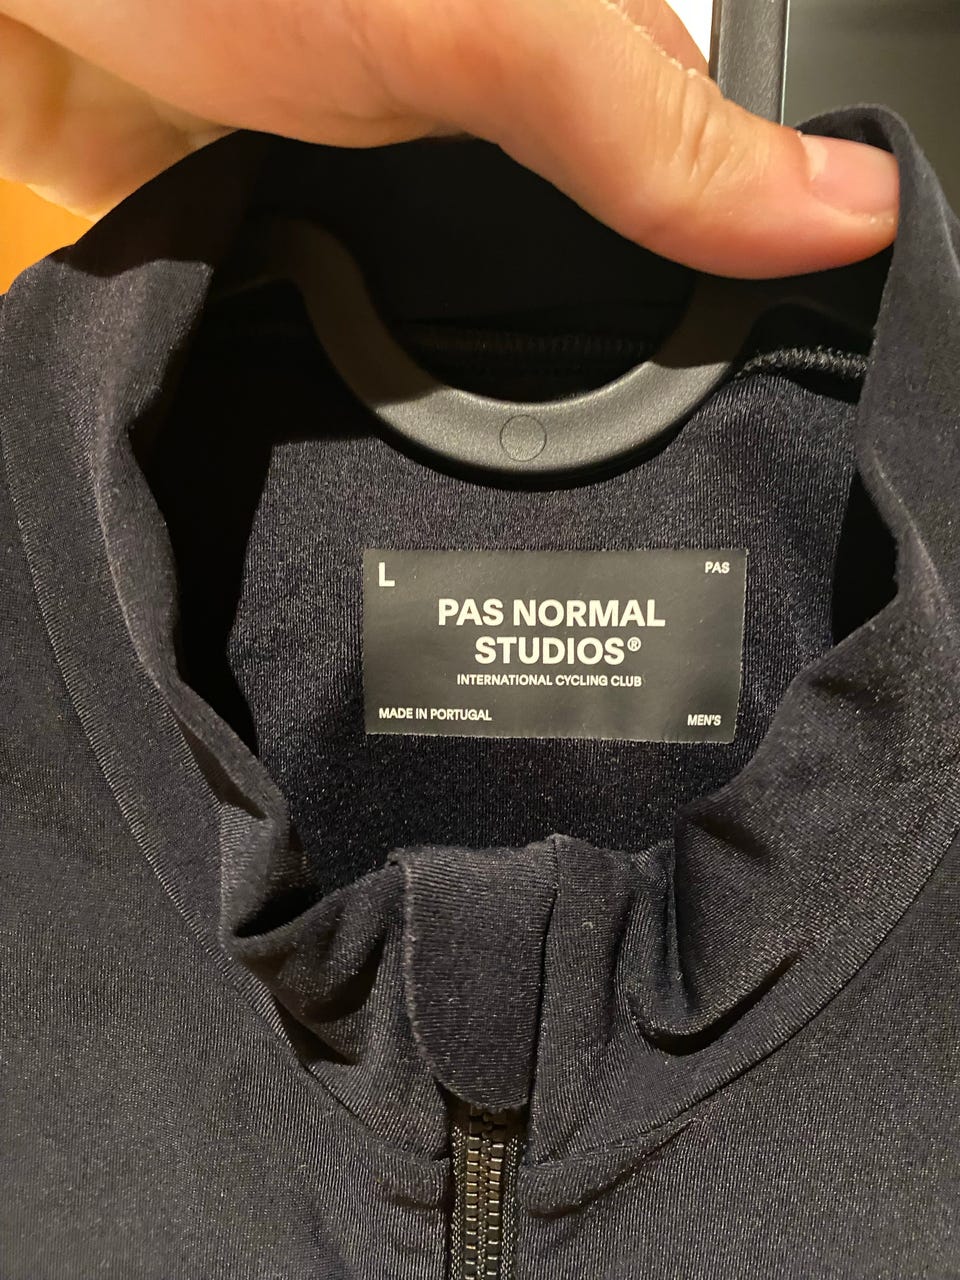 L
PAS
PAS NORMAL
STUDIOS®
INTERNATIONAL CYCLING CLUB
MADE IN PORTUGAL
MEN'S